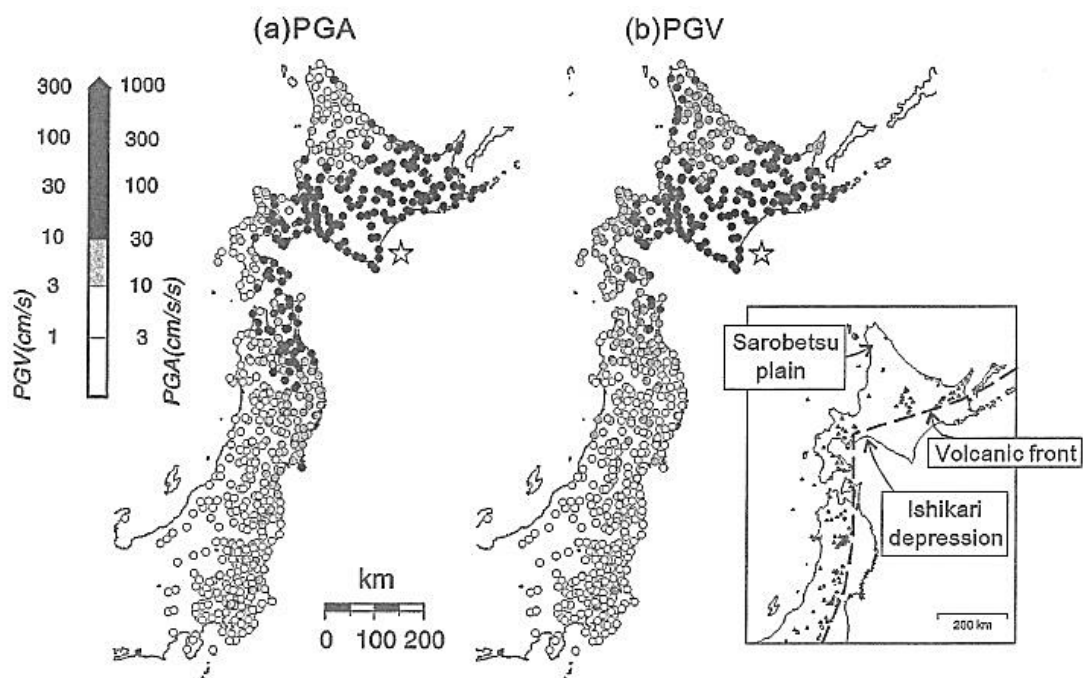 (a)PGA
(b)PGV
300 1000
100 300
30 100
10 30
3 10
1 3
PGV(cm/s)
PGA(cm/s/s)
km
0 100 200
Sarobetsu
plain
Volcanic front
Ishikari
depression
200 km